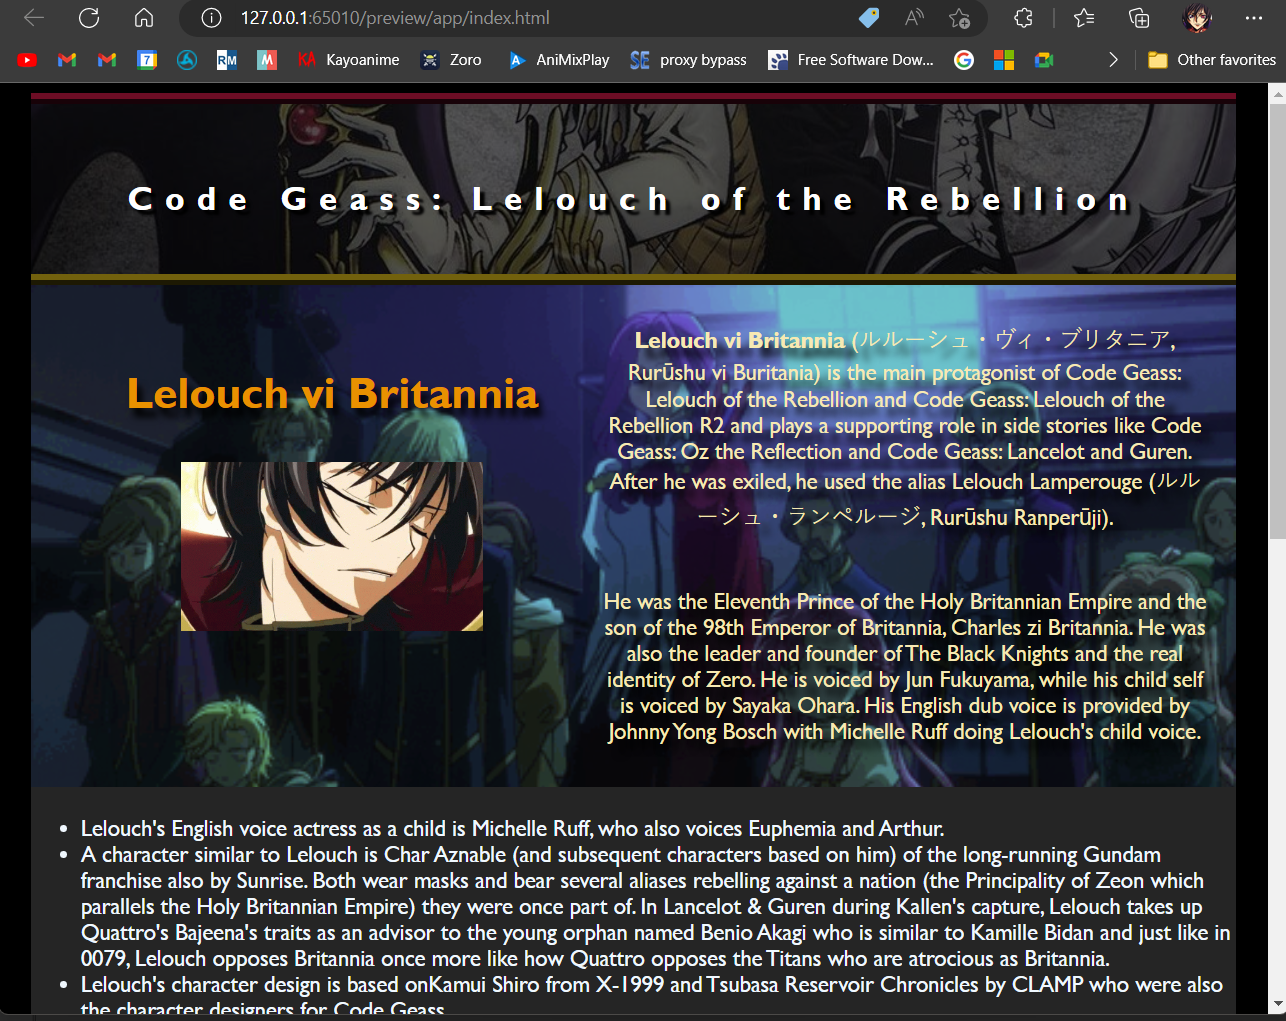 127.0.0.1:65010/preview/app/index.html
7 RM M KA Kayoanime Zoro AniMixPlay SE proxy bypass Free Software Dow... G Other favorites
Code Geass: Lelouch of the Rebellion
Lelouch vi Britannia
Lelouch vi Britannia (ルルーシュ・ヴィ・ブリタニア,
Rurūshu vi Buritania) is the main protagonist of Code Geass:
Lelouch of the Rebellion and Code Geass: Lelouch of the
Rebellion R2 and plays a supporting role in side stories like Code
Geass: Oz the Reflection and Code Geass: Lancelot and Guren.
After he was exiled, he used the alias Lelouch Lamperouge (ルル
ーシュ・ランペルージ, Rurūshu Ranperūji).
He was the Eleventh Prince of the Holy Britannian Empire and the
son of the 98th Emperor of Britannia, Charles zi Britannia. He was
also the leader and founder of The Black Knights and the real
identity of Zero. He is voiced by Jun Fukuyama, while his child self
is voiced by Sayaka Ohara. His English dub voice is provided by
Johnny Yong Bosch with Michelle Ruff doing Lelouch's child voice.
• Lelouch's English voice actress as a child is Michelle Ruff, who also voices Euphemia and Arthur.
• A character similar to Lelouch is Char Aznable (and subsequent characters based on him) of the long-running Gundam
franchise also by Sunrise. Both wear masks and bear several aliases rebelling against a nation (the Principality of Zeon which
parallels the Holy Britannian Empire) they were once part of. In Lancelot & Guren during Kallen's capture, Lelouch takes up
Quattro's Bajeena's traits as an advisor to the young orphan named Benio Akagi who is similar to Kamille Bidan and just like in
0079, Lelouch opposes Britannia once more like how Quattro opposes the Titans who are atrocious as Britannia.
• Lelouch's character design is based onKamui Shiro from X-1999 and Tsubasa Reservoir Chronicles by CLAMP who were also
the character designers for Code Geass